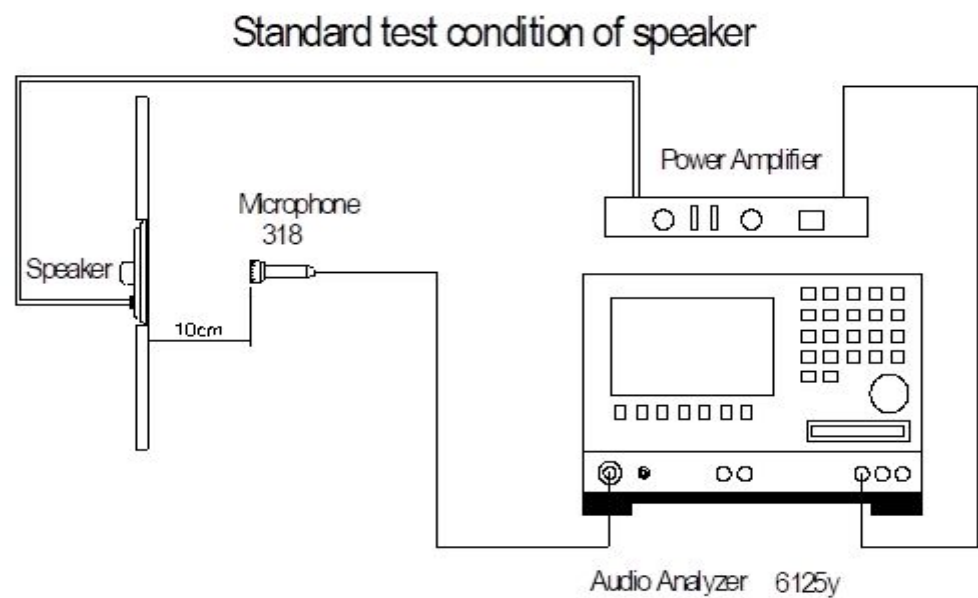 Standard test condition of speaker
Power Amplifier
Microphone
318
Speaker
10cm
Audio Analyzer 6125y